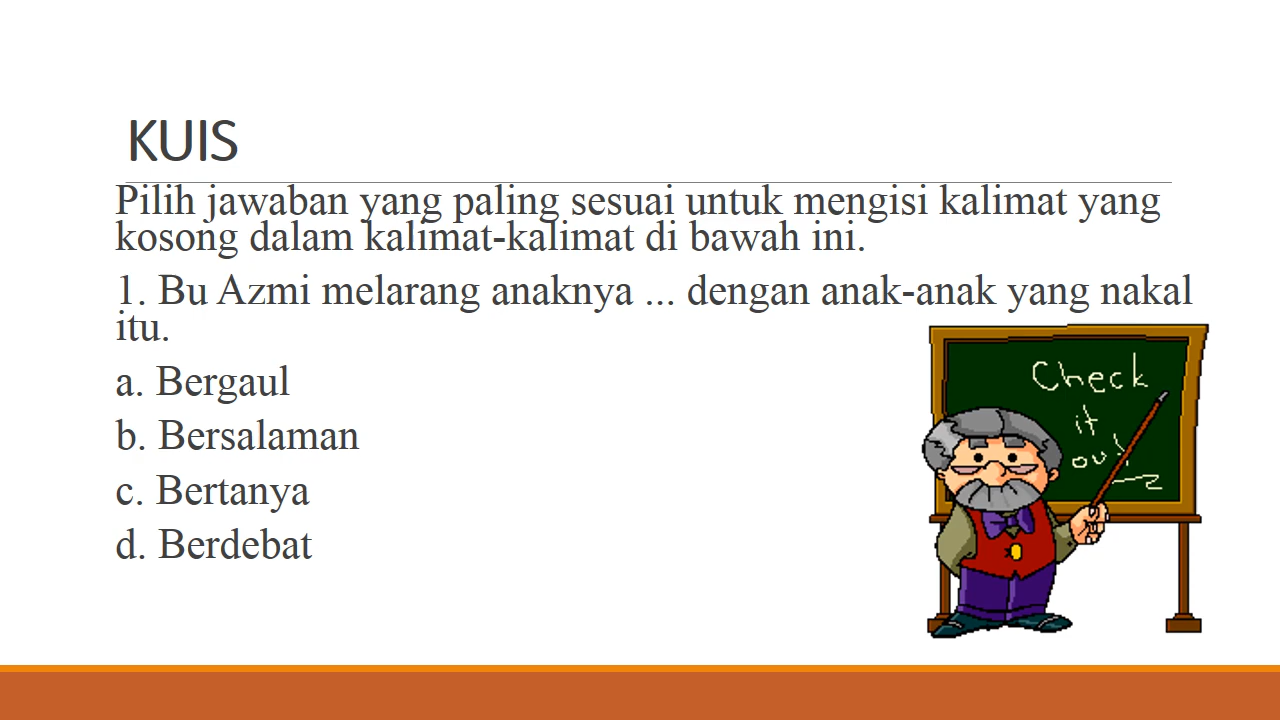 KUIS
Pilih jawaban yang paling sesuai untuk mengisi kalimat yang
kosong dalam kalimat-kalimat di bawah ini.
1. Bu Azmi melarang anaknya ... dengan anak-anak yang nakal
itu.
a. Bergaul
b. Bersalaman
c. Bertanya
d. Berdebat
Check
it
out!